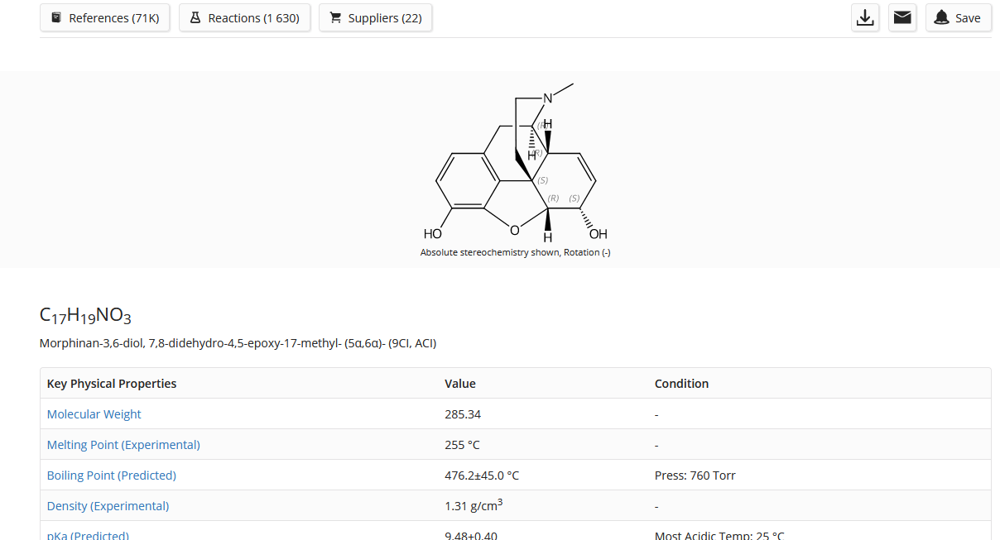 References (71K) Reactions (1 630) Suppliers (22) Save
N
(R) H
H (R)
(S)
(R) (S)
HO O H OH
Absolute stereochemistry shown, Rotation (-)
C₁₇H₁₉NO₃
Morphinan-3,6-diol, 7,8-didehydro-4,5-epoxy-17-methyl- (5α,6α)- (9CI, ACI)
Key Physical Properties Value Condition
Molecular Weight 285.34 -
Melting Point (Experimental) 255 °C -
Boiling Point (Predicted) 476.2±45.0 °C Press: 760 Torr
Density (Experimental) 1.31 g/cm³ -
pKa (Predicted) 9.48±0.40 Most Acidic Temp: 25 °C